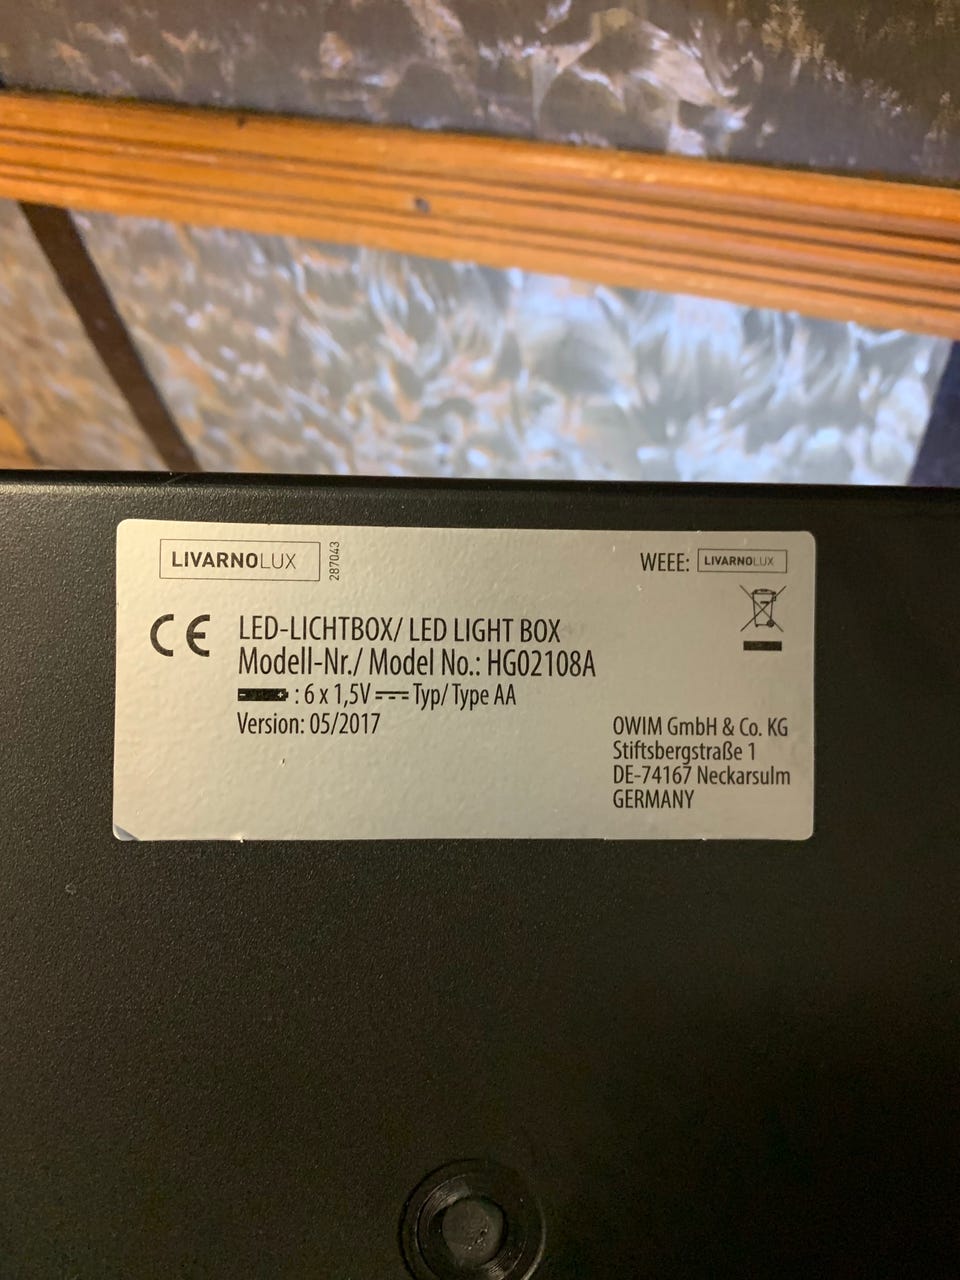 LIVARNOLUX
287043
WEEE: LIVARNOLUX
CE
LED-LICHTBOX/ LED LIGHT BOX
Modell-Nr./ Model No.: HG02108A
- + : 6 x 1,5V ⎓ Typ/ Type AA
Version: 05/2017
OWIM GmbH & Co. KG
Stiftsbergstraße 1
DE-74167 Neckarsulm
GERMANY